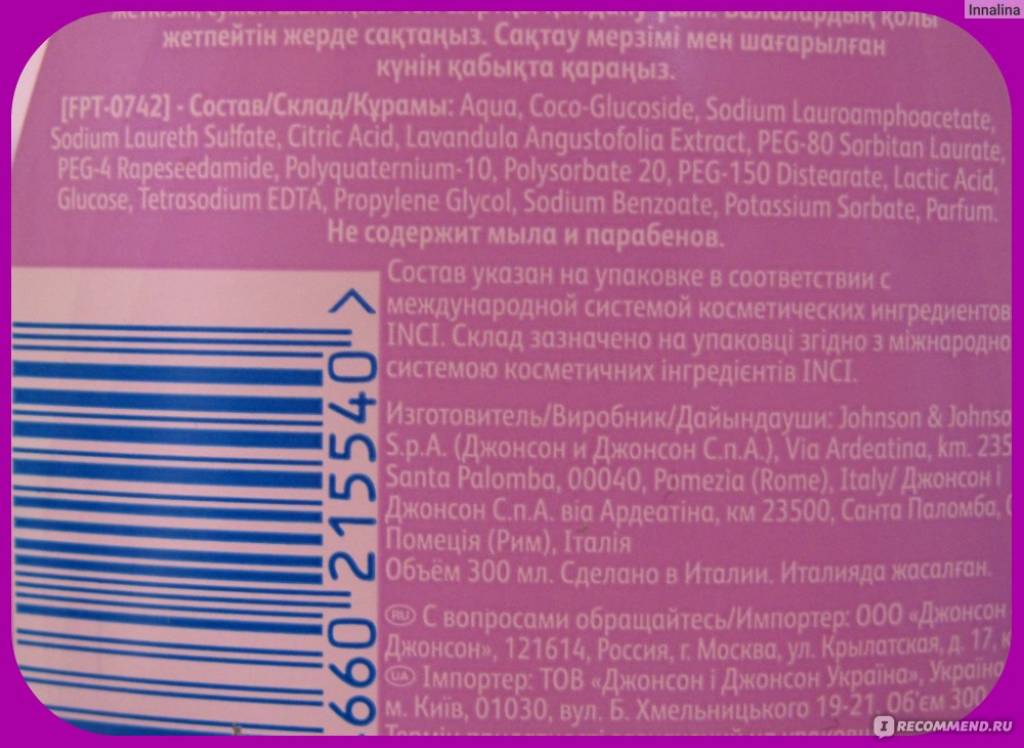 Innalina
жетпейтін жерде сақтаңыз. Сақтау мерзімі мен шағарылған
күнін қабықта қараңыз.
[FPT-0742] - Состав/Склад/Құрамы: Aqua, Coco-Glucoside, Sodium Lauroamphoacetate,
Sodium Laureth Sulfate, Citric Acid, Lavandula Angustofolia Extract, PEG-80 Sorbitan Laurate,
PEG-4 Rapeseedamide, Polyquaternium-10, Polysorbate 20, PEG-150 Distearate, Lactic Acid,
Glucose, Tetrasodium EDTA, Propylene Glycol, Sodium Benzoate, Potassium Sorbate, Parfum.
Не содержит мыла и парабенов.
Состав указан на упаковке в соответствии с
международной системой косметических ингредиентов
INCI. Склад зазначено на упаковці згідно з міжнародно
системою косметичних інгредієнтів INCI.
Изготовитель/Виробник/Дайындауши: Johnson & Johnso
S.p.A. (Джонсон и Джонсон С.п.А.), Via Ardeatina, km. 235
Santa Palomba, 00040, Pomezia (Rome), Italy/ Джонсон і
Джонсон С.п.А. віа Ардеатіна, км 23500, Санта Паломба,
Помеція (Рим), Італія
Объём 300 мл. Сделано в Италии. Италияда жасалған.
RU С вопросами обращайтесь/Импортер: ООО «Джонсон
Джонсон», 121614, Россия, г. Москва, ул. Крылатская, д. 17,
UA Імпортер: ТОВ «Джонсон і Джонсон Україна», Україна
м. Київ, 01030, вул. Б. Хмельницького 19-21. Об'єм 300
660 215540 >
IRECOMMEND.RU